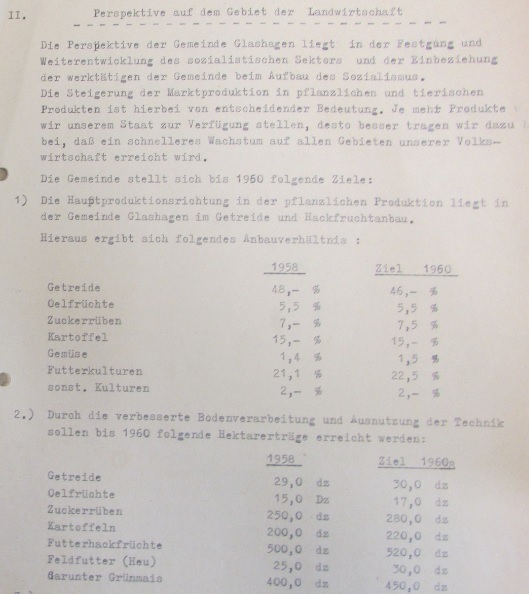 II. Perspektive auf dem Gebiet der Landwirtschaft
Die Perspektive der Gemeinde Glashagen liegt in der Festgung und
Weiterentwicklung des sozialistischen Sektors und der Einbeziehung
der werktätigen der Gemeinde beim Aufbau des Sozialismus.
Die Steigerung der Marktproduktion in pflanzlichen und tierischen
Produkten ist hierbei von entscheidender Bedeutung. Je mehr Produkte
wir unserem Staat zur Verfügung stellen, desto besser tragen wir dazu
bei, daß ein schnelleres Wachstum auf allen Gebieten unserer Volks-
wirtschaft erreicht wird.
Die Gemeinde stellt sich bis 1960 folgende Ziele:
1) Die Hauptproduktionsrichtung in der pflanzlichen Produktion liegt in
der Gemeinde Glashagen im Getreide und Hackfruchtanbau.
Hieraus ergibt sich folgendes Anbauverhältnis :
1958 Ziel 1960
Getreide 48,- % 46,- %
Oelfrüchte 5,5 % 5,5 %
Zuckerrüben 7,- % 7,5 %
Kartoffel 15,- % 15,- %
Gemüse 1,4 % 1,5 %
Futterkulturen 21,1 % 22,5 %
sonst. Kulturen 2,- % 2,- %
2.) Durch die verbesserte Bodenverarbeitung und Ausnutzung der Technik
sollen bis 1960 folgende Hektarerträge erreicht werden:
1958 Ziel 1960
Getreide 29,0 dz 30,0 dz
Oelfrüchte 15,0 Dz 17,0 dz
Zuckerrüben 250,0 dz 280,0 dz
Kartoffeln 200,0 dz 220,0 dz
Futterhackfrüchte 500,0 dz 520,0 dz
Feldfutter (Heu) 25,0 dz 30,0 dz
darunter Grünmais 400,0 dz 450,0 dz